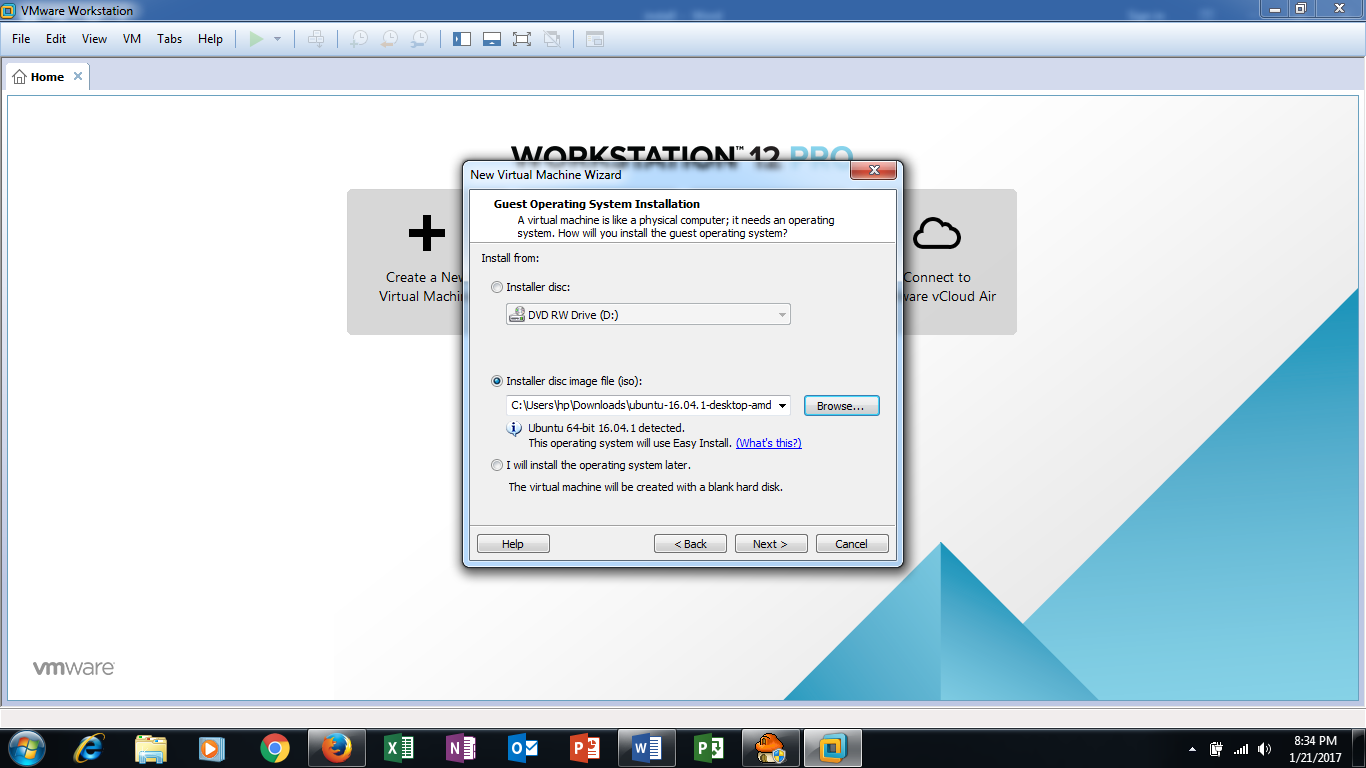 VMware Workstation
File Edit View VM Tabs Help
Home
WORKSTATION™ 12 PRO
Create a New
Virtual Machi
Connect to
ware vCloud Air
New Virtual Machine Wizard
Guest Operating System Installation
A virtual machine is like a physical computer; it needs an operating
system. How will you install the guest operating system?
Install from:
Installer disc:
DVD RW Drive (D:)
Installer disc image file (iso):
C:\Users\hp\Downloads\ubuntu-16.04.1-desktop-amd
Browse...
Ubuntu 64-bit 16.04.1 detected.
This operating system will use Easy Install. (What's this?)
I will install the operating system later.
The virtual machine will be created with a blank hard disk.
Help < Back Next > Cancel
vmware
8:34 PM
1/21/2017